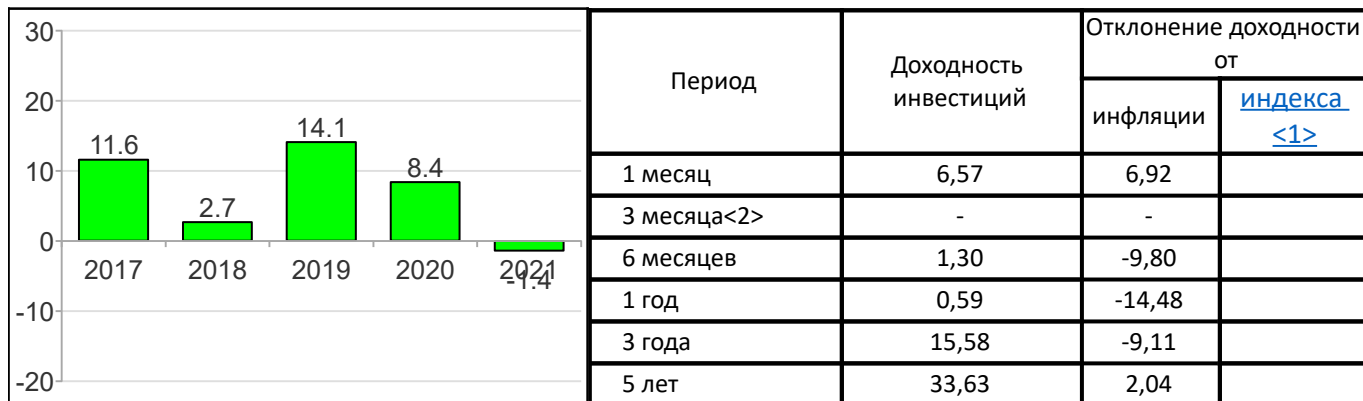 30
20
10
0
-10
-20
11.6
2.7
14.1
8.4
-1.4
2017 2018 2019 2020 2021
Период
Доходность
инвестиций
Отклонение доходности
от
инфляции
индекса
<1>
1 месяц 6,57 6,92
3 месяца<2> - -
6 месяцев 1,30 -9,80
1 год 0,59 -14,48
3 года 15,58 -9,11
5 лет 33,63 2,04